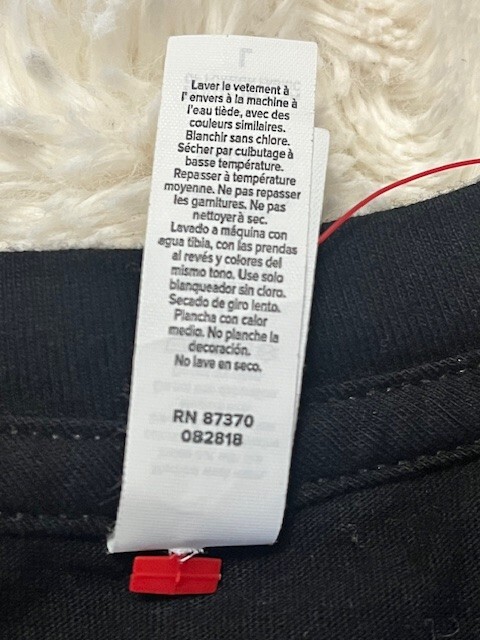 Laver le vetement à
l' envers à la machine à
l'eau tiède, avec des
couleurs similaires.
Blanchir sans chlore.
Sécher par culbutage à
basse température.
Repasser à température
moyenne. Ne pas repasser
les garnitures. Ne pas
nettoyer à sec.
Lavado a máquina con
agua tibia, con las prendas
al revés y colores del
mismo tono. Use solo
blanqueador sin cloro.
Secado de giro lento.
Plancha con calor
medio. No planche la
decoración.
No lave en seco.
RN 87370
082818